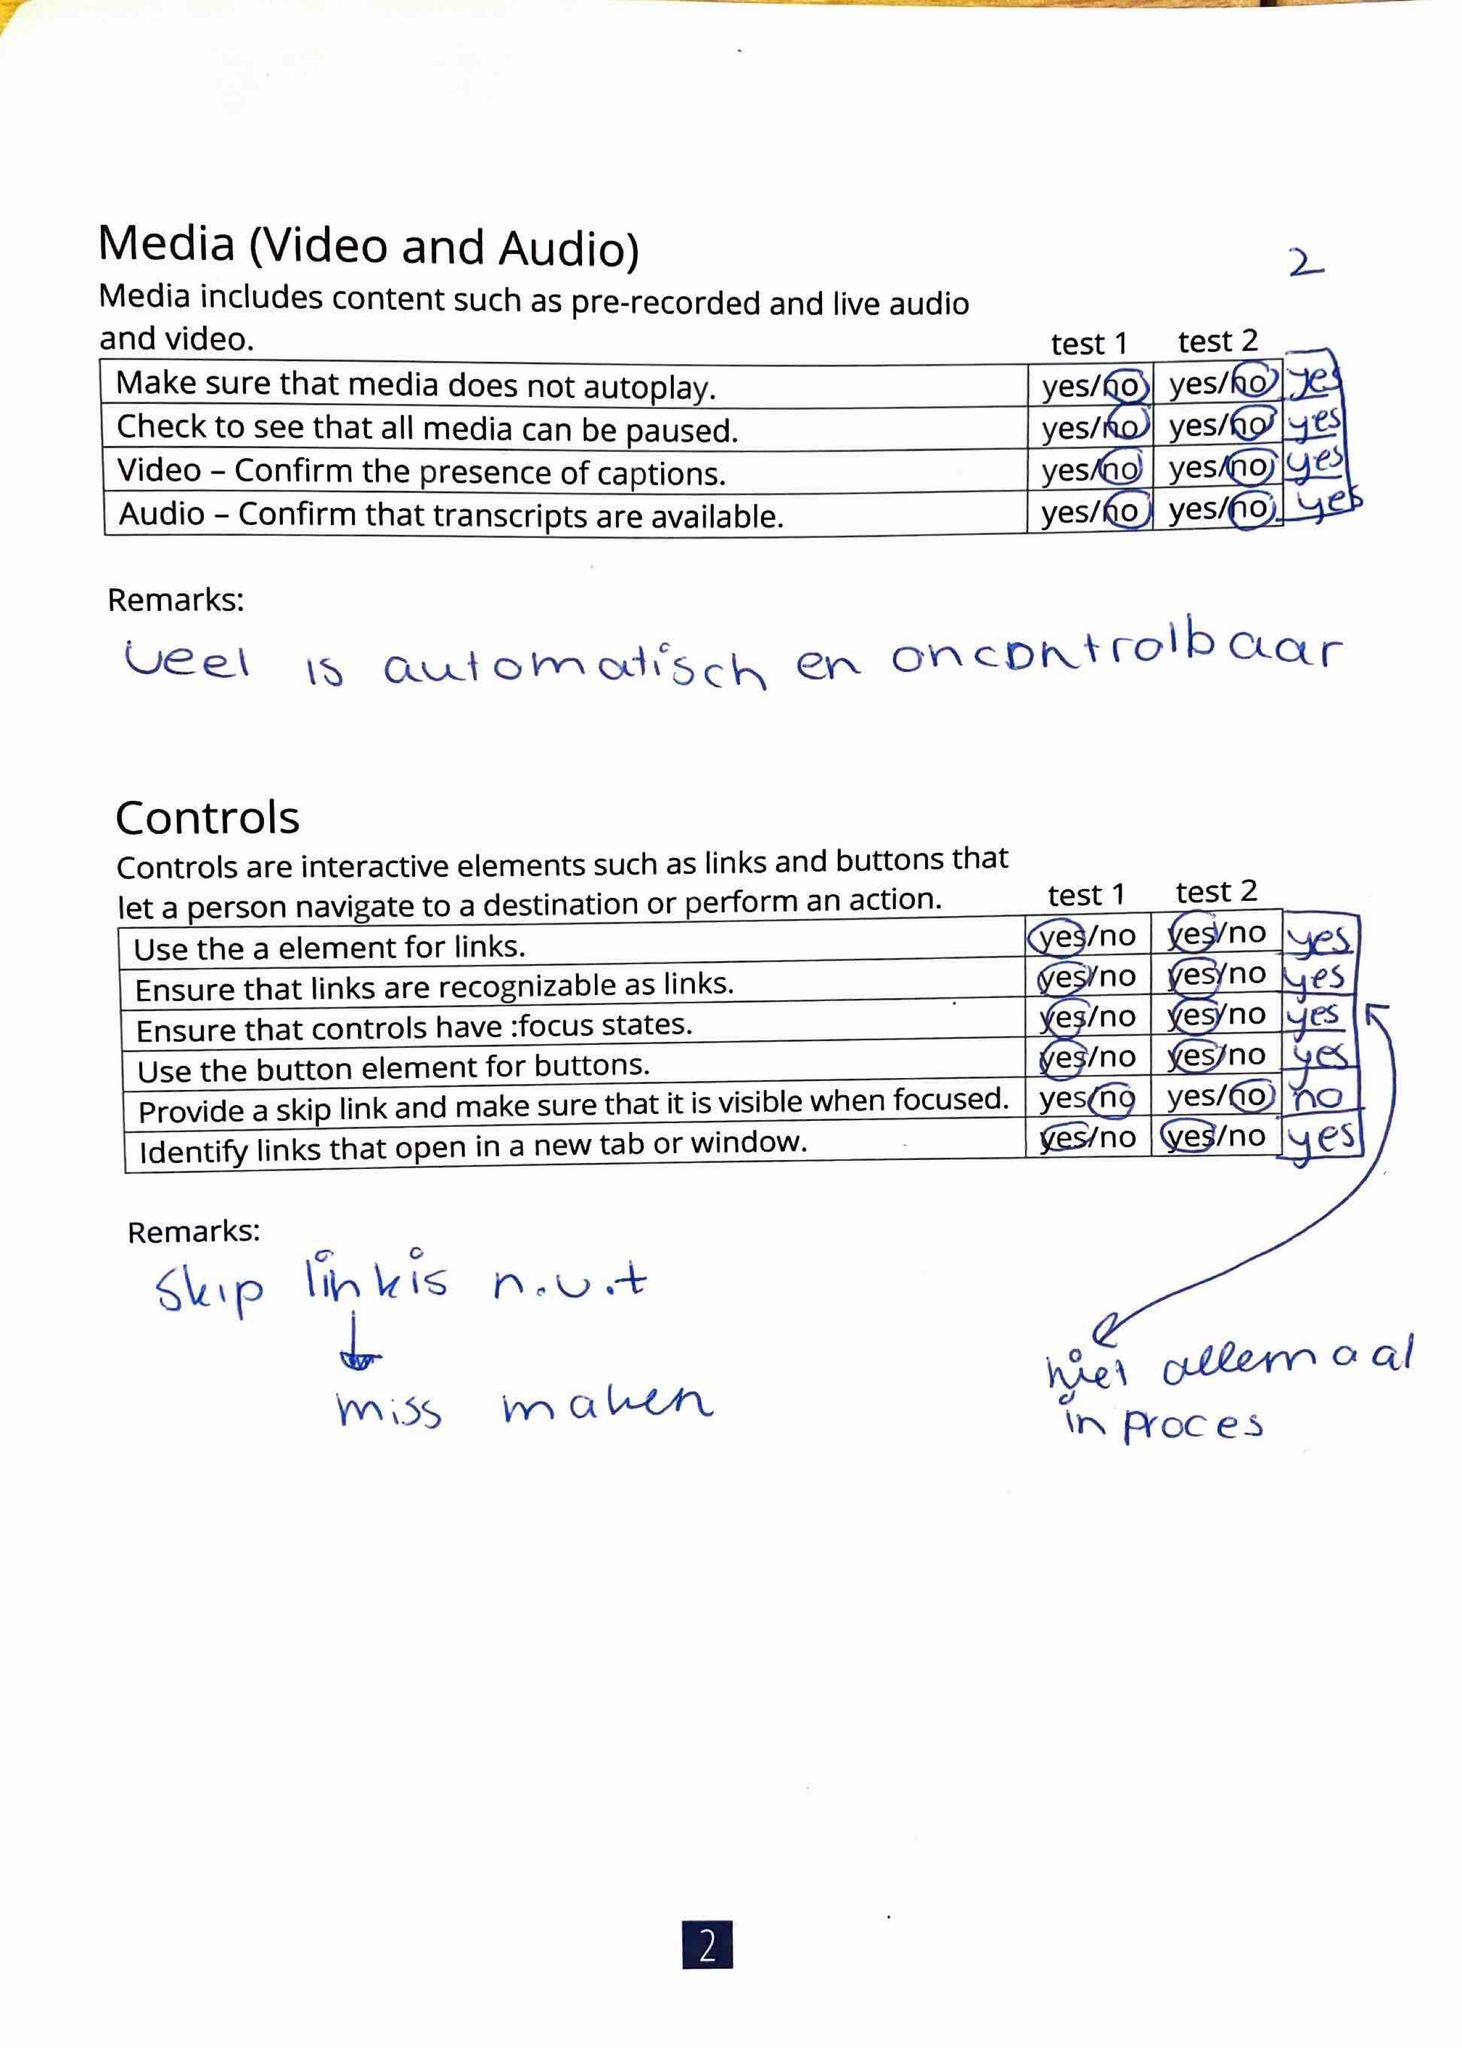 Media (Video and Audio)
2
Media includes content such as pre-recorded and live audio
and video. test 1 test 2
Make sure that media does not autoplay. yes/no yes/no yes
Check to see that all media can be paused. yes/no yes/no yes
Video – Confirm the presence of captions. yes/no yes/no yes
Audio – Confirm that transcripts are available. yes/no yes/no yes
Remarks:
veel is automatisch en oncontrolbaar
Controls
Controls are interactive elements such as links and buttons that
let a person navigate to a destination or perform an action. test 1 test 2
Use the a element for links. yes/no yes/no yes
Ensure that links are recognizable as links. yes/no yes/no yes
Ensure that controls have :focus states. yes/no yes/no yes
Use the button element for buttons. yes/no yes/no yes
Provide a skip link and make sure that it is visible when focused. yes/no yes/no no
Identify links that open in a new tab or window. yes/no yes/no yes
Remarks:
Skip link is n.v.t
miss maken
niet allemaal
in proces
2